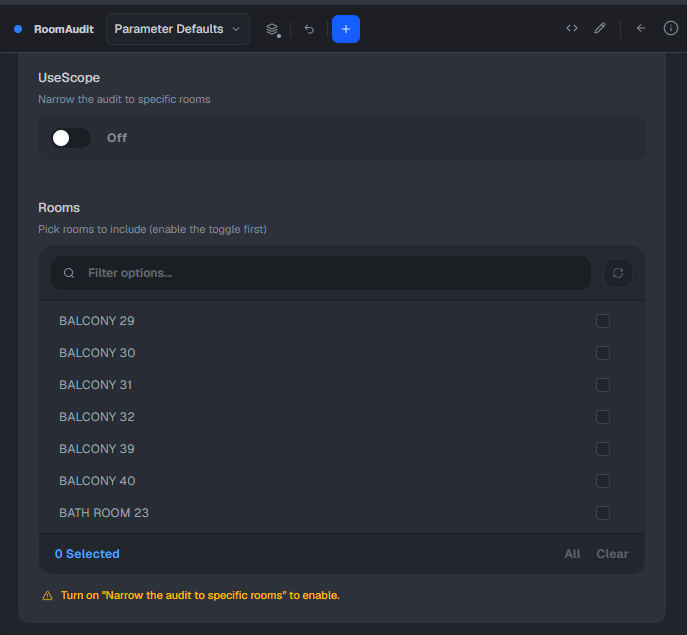 RoomAudit Parameter Defaults
UseScope
Narrow the audit to specific rooms
Off
Rooms
Pick rooms to include (enable the toggle first)
Filter options...
BALCONY 29
BALCONY 30
BALCONY 31
BALCONY 32
BALCONY 39
BALCONY 40
BATH ROOM 23
0 Selected All Clear
Turn on "Narrow the audit to specific rooms" to enable.